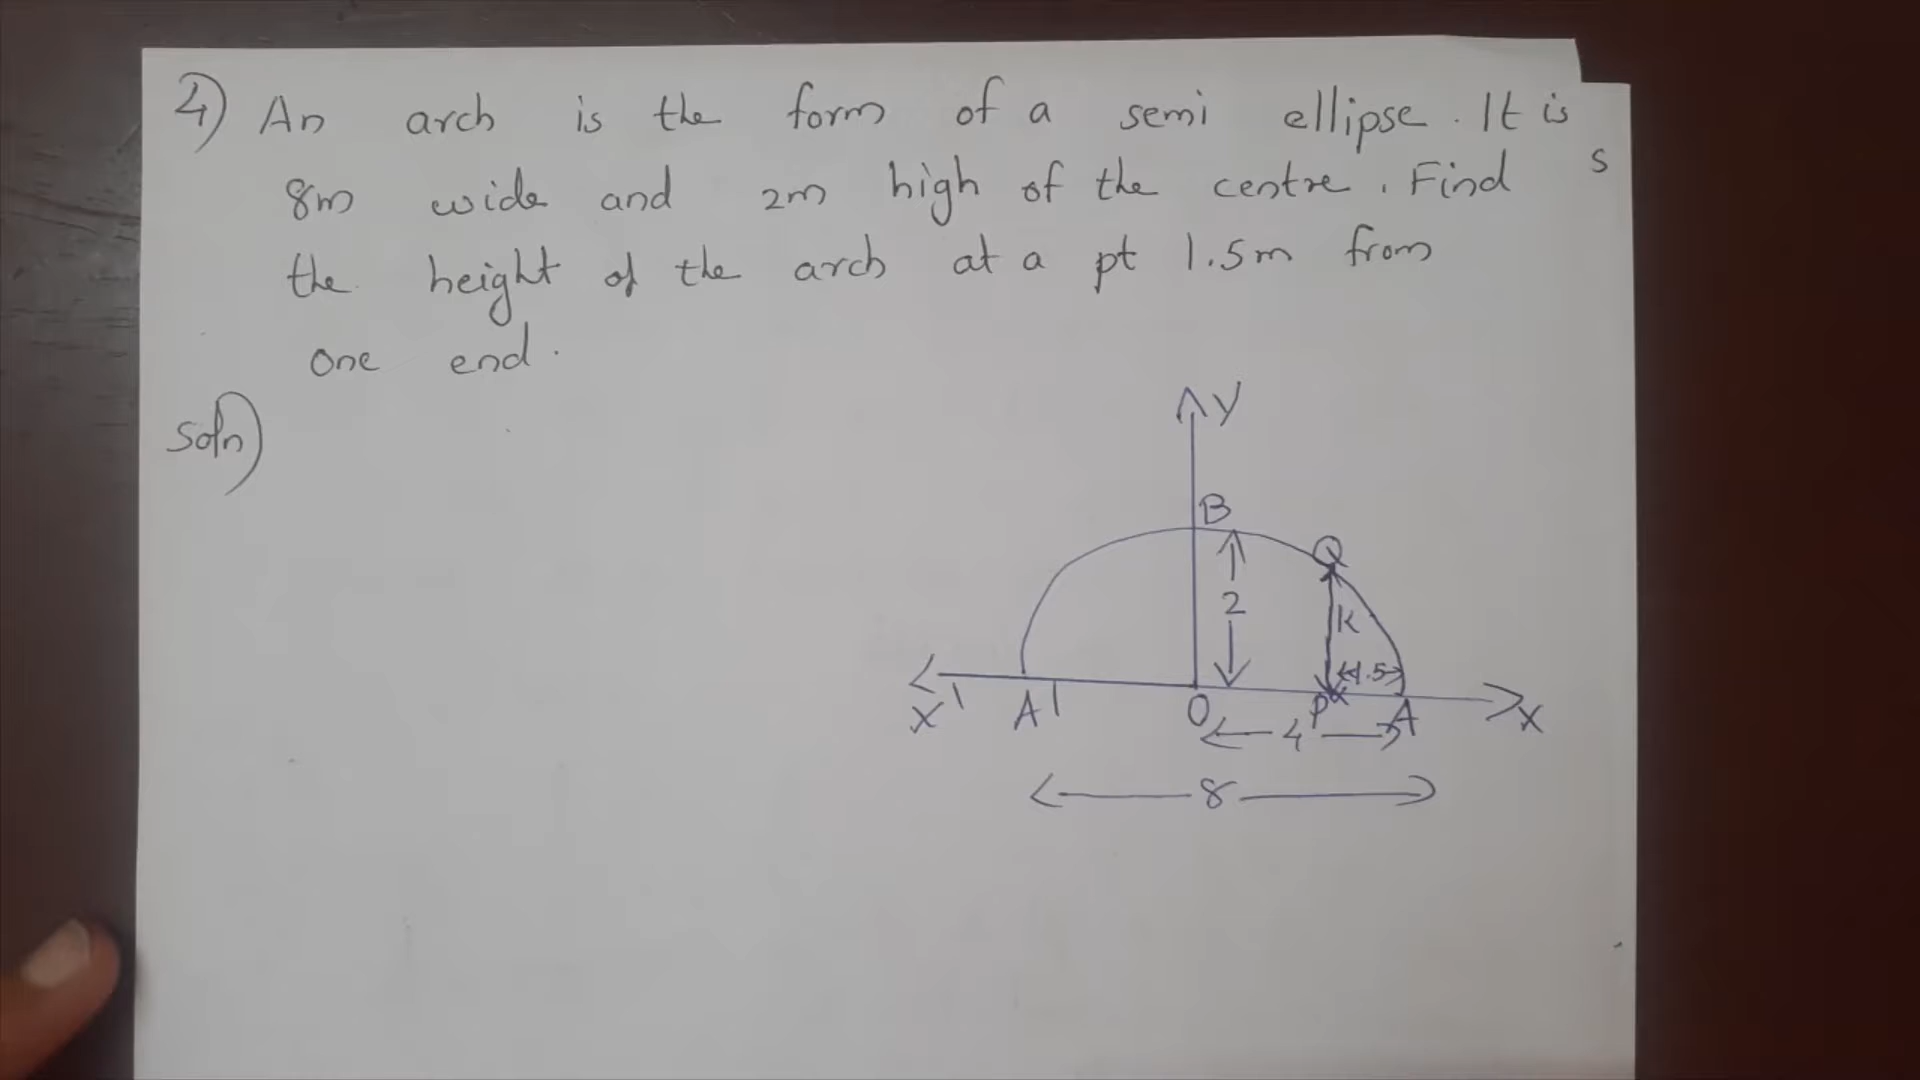 4) An arch is the form of a semi ellipse. It is
8m wide and 2m high of the centre. Find s
the height of the arch at a pt 1.5m from
one end.
Soln)
Y
B
Q
2
K
1.5
X' A' O P A X
4
8